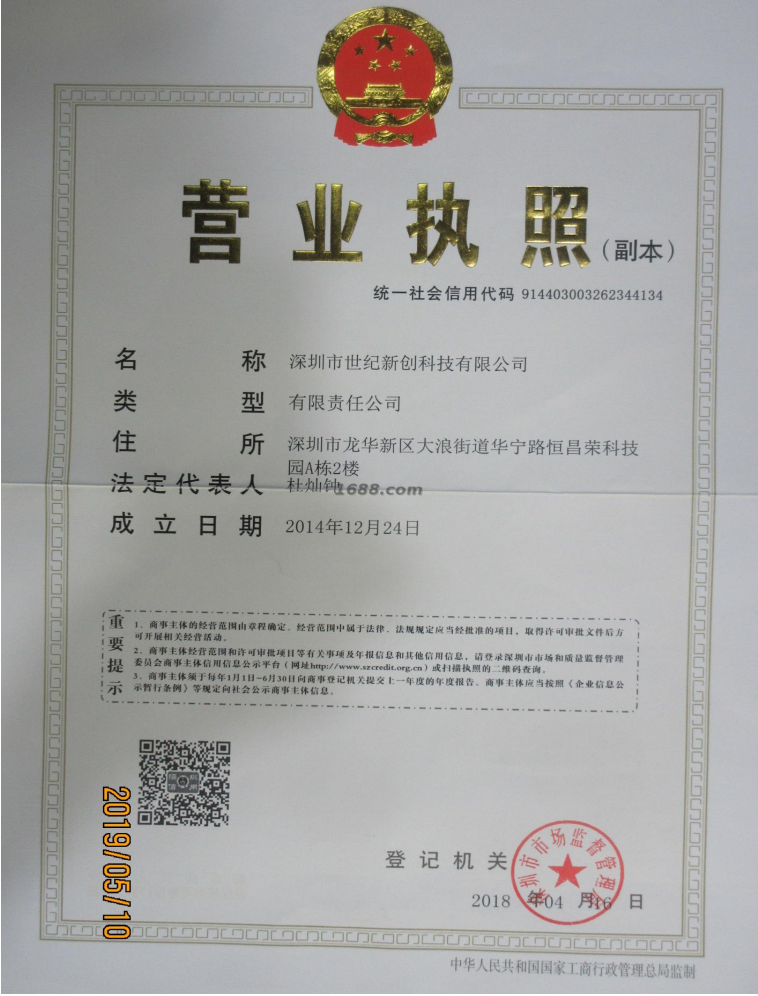 营业执照(副本)
统一社会信用代码 914403003262344134
名称 深圳市世纪新创科技有限公司
类型 有限责任公司
住所 深圳市龙华新区大浪街道华宁路恒昌荣科技
园A栋2楼
法定代表人 杜灿钟
1688.com
成立日期 2014年12月24日
重要提示
1、商事主体的经营范围由章程确定。经营范围中属于法律、法规规定应当经批准的项目,取得许可审批文件后方
可开展相关经营活动。
2、商事主体经营范围和许可审批项目等有关事项及年报信息和其他信用信息,请登录深圳市市场和质量监督管理
委员会商事主体信用信息公示平台(网址http://www.szcredit.org.cn)或扫描执照的二维码查询。
3、商事主体须于每年1月1日-6月30日向商事登记机关提交上一年度的年度报告。商事主体应当按照《企业信息公
示暂行条例》等规定向社会公示商事主体信息。
2019/05/10
登记机关
深圳市市场监督管理局
2018 年04 月16 日
中华人民共和国国家工商行政管理总局监制